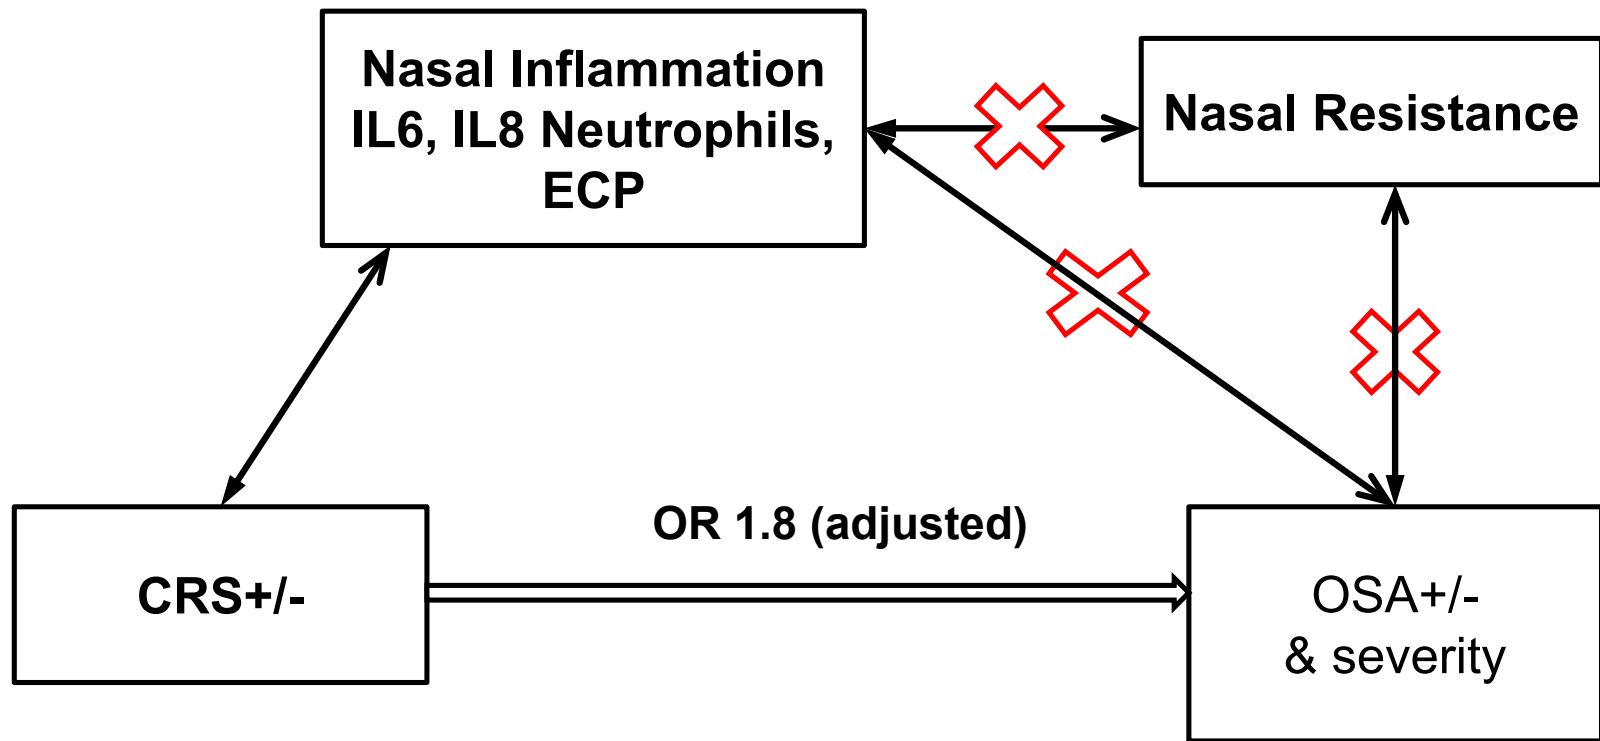 Nasal Inflammation
IL6, IL8 Neutrophils,
ECP
Nasal Resistance
OR 1.8 (adjusted)
CRS+/-
OSA+/-
& severity